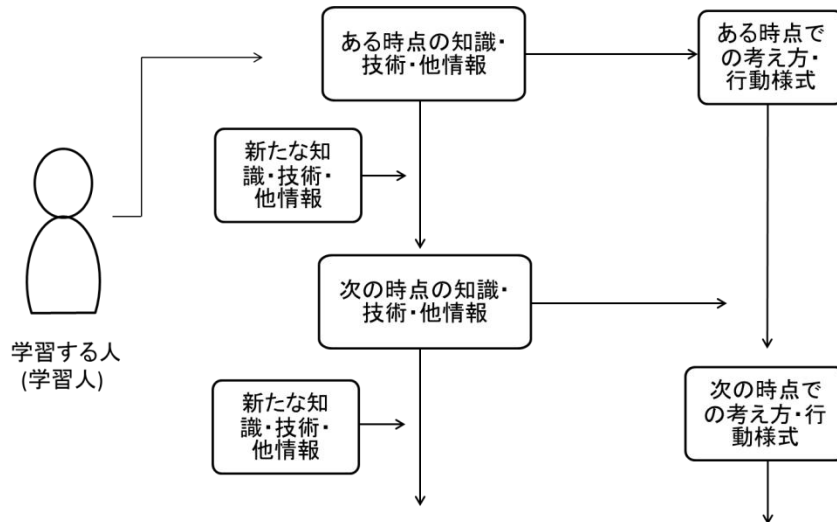 ある時点の知識・
技術・他情報
ある時点で
の考え方・
行動様式
新たな知
識・技術・
他情報
次の時点の知識・
技術・他情報
学習する人
(学習人)
新たな知
識・技術・
他情報
次の時点で
の考え方・行
動様式